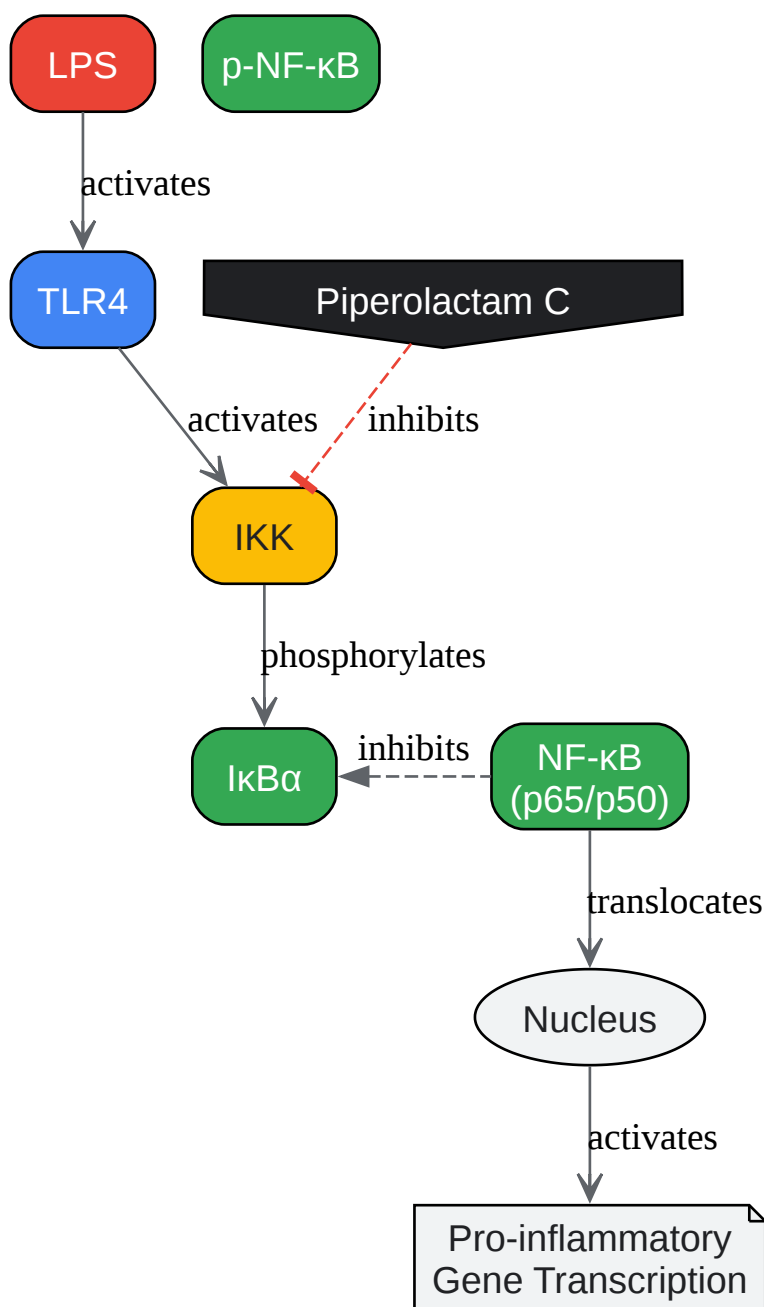 LPS
p-NF-κB
activates
TLR4
Piperolactam C
activates
inhibits
IKK
phosphorylates
IκBα
inhibits
NF-κB
(p65/p50)
translocates
Nucleus
activates
Pro-inflammatory
Gene Transcription